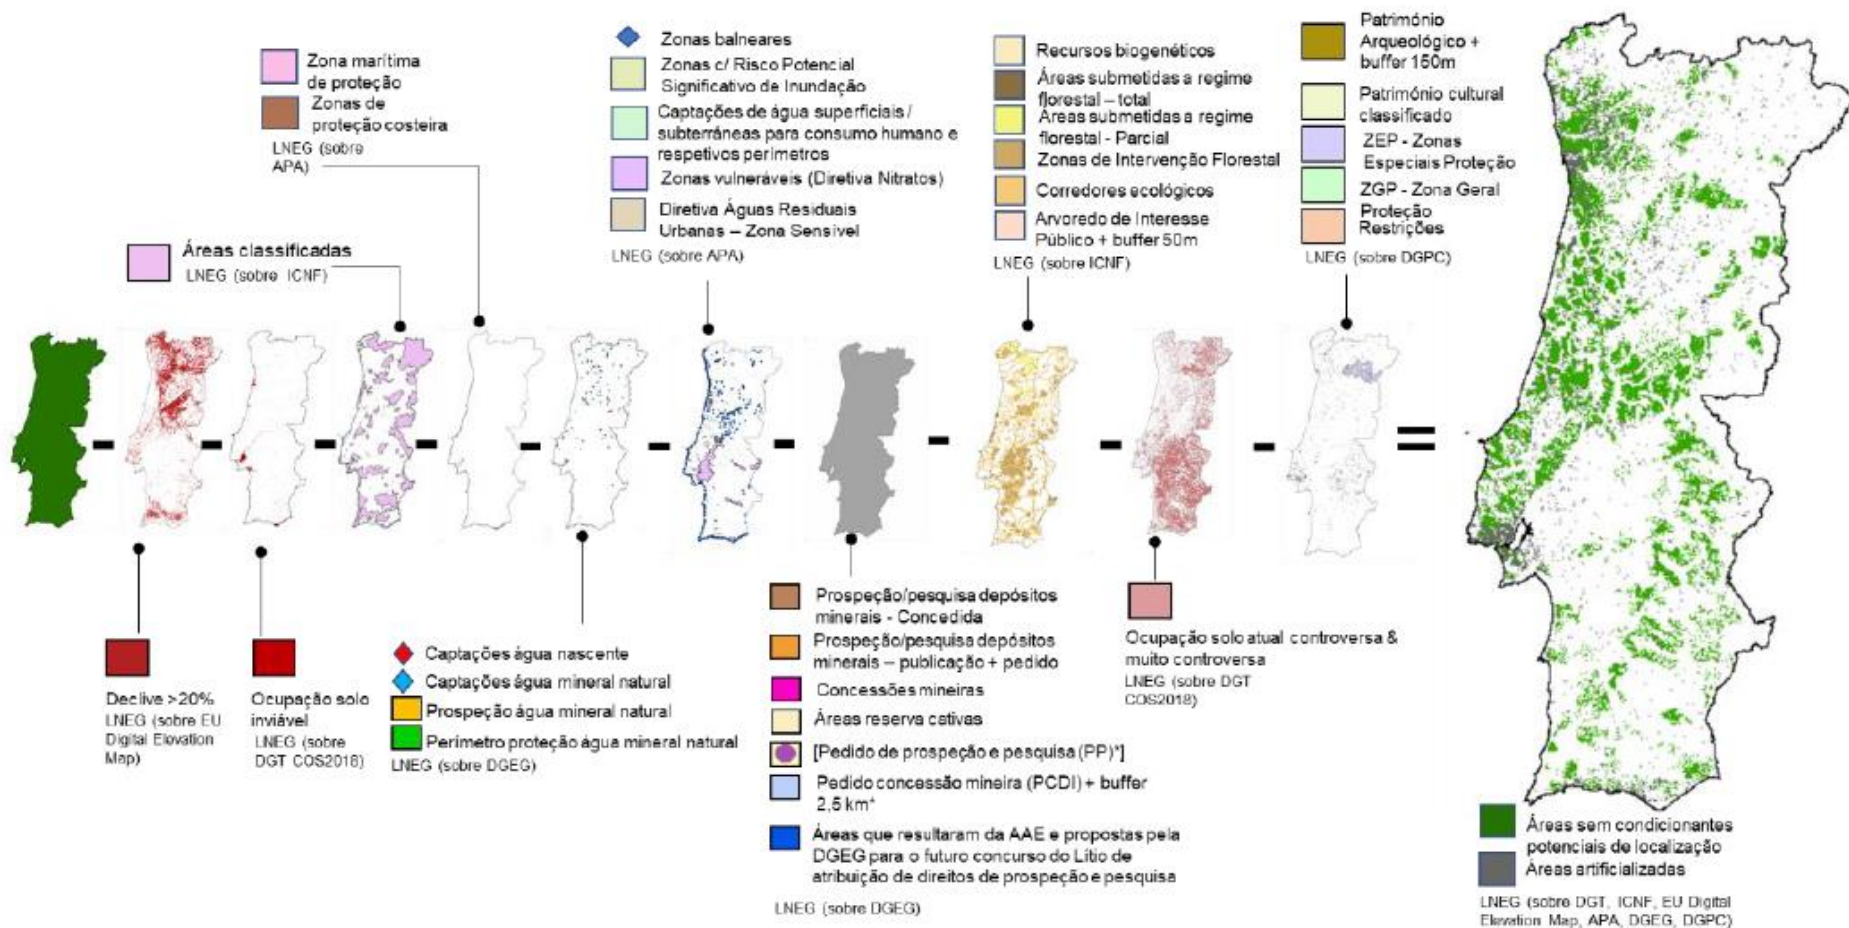 Zona marítima
de proteção
Zonas de
proteção costeira
LNEG (sobre
APA)
Áreas classificadas
LNEG (sobre ICNF)
Zonas balneares
Zonas c/ Risco Potencial
Significativo de Inundação
Captações de água superficiais /
subterráneas para consumo humano e
respetivos perímetros
Zonas vulneráveis (Diretiva Nitratos)
Diretiva Águas Residuais
Urbanas – Zona Sensível
LNEG (sobre APA)
Recursos biogenéticos
Áreas submetidas a regime
florestal – total
Áreas submetidas a regime
florestal - Parcial
Zonas de Intervenção Florestal
Corredores ecológicos
Arvoredo de Interesse
Público + buffer 50m
LNEG (sobre ICNF)
Património
Arqueológico +
buffer 150m
Património cultural
classificado
ZEP - Zonas
Especiais Proteção
ZGP - Zona Geral
Proteção
Restrições
LNEG (sobre DGPC)
- - - - - - - - - - =
Declive >20%
LNEG (sobre EU
Digital Elevation
Map)
Ocupação solo
inviável
LNEG (sobre
DGT COS2018)
Captações água nascente
Captações água mineral natural
Prospeção água mineral natural
Perímetro proteção água mineral natural
LNEG (sobre DGEG)
Prospeção/pesquisa depósitos
minerais - Concedida
Prospeção/pesquisa depósitos
minerais – publicação + pedido
Concessões mineiras
Áreas reserva cativas
[Pedido de prospeção e pesquisa (PP)*]
Pedido concessão mineira (PCDI) + buffer
2,5 km*
Áreas que resultaram da AAE e propostas pela
DGEG para o futuro concurso do Lítio de
atribuição de direitos de prospeção e pesquisa
LNEG (sobre DGEG)
Ocupação solo atual controversa &
muito controversa
LNEG (sobre DGT
COS2018)
Áreas sem condicionantes
potenciais de localização
Áreas artificializadas
LNEG (sobre DGT, ICNF, EU Digital
Elevation Map, APA, DGEG, DGPC)